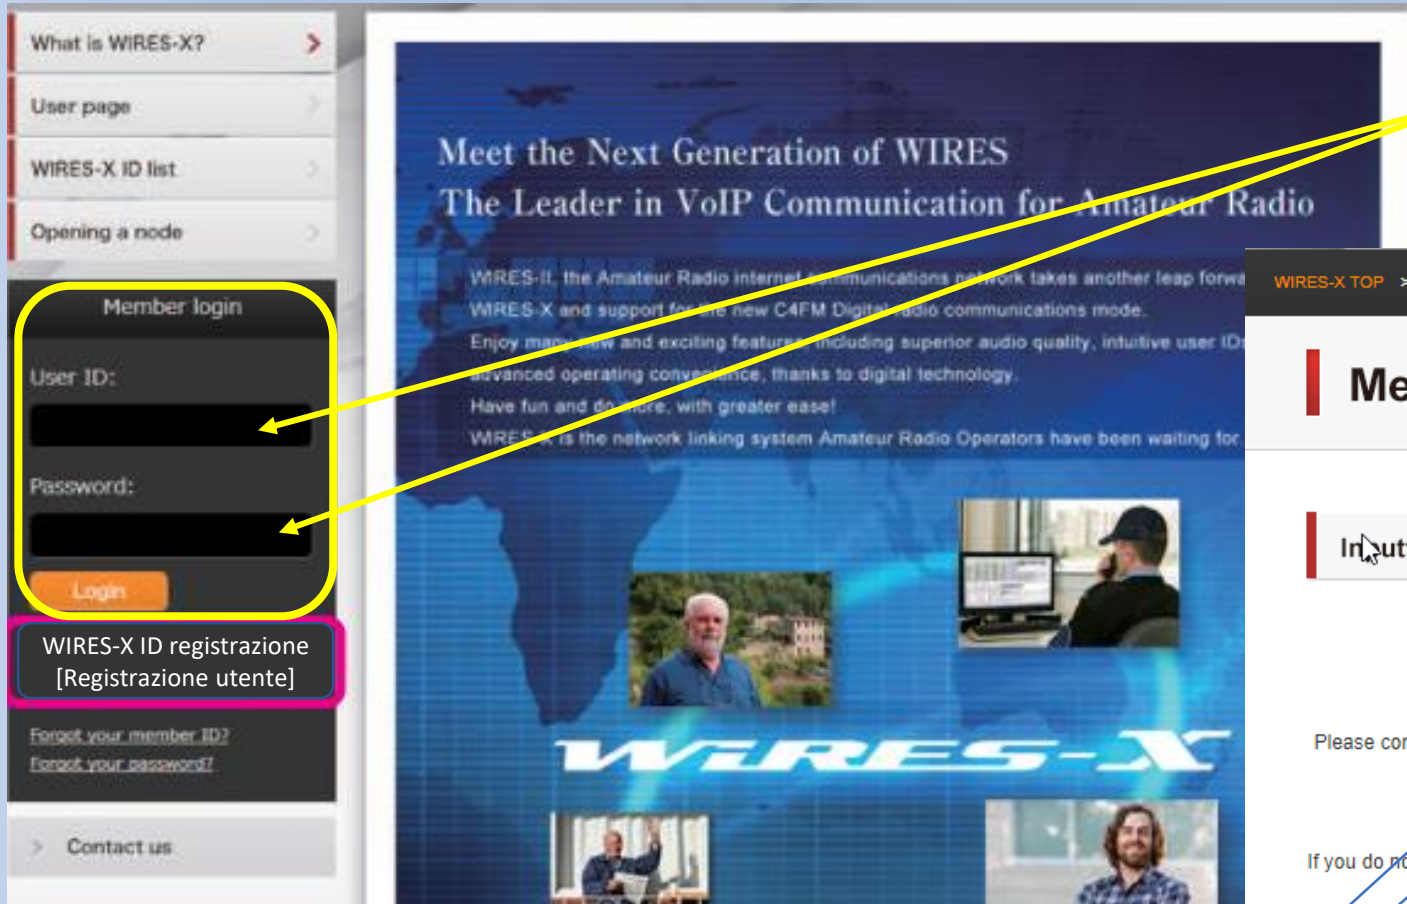 What is WIRES-X?
User page
WIRES-X ID list
Opening a node
Member login
User ID:
Password:
Login
WIRES-X ID registrazione
[Registrazione utente]
Forgot your member ID?
Forgot your password?
> Contact us
Meet the Next Generation of WIRES
The Leader in VoIP Communication for Amateur Radio
WIRES-II, the Amateur Radio internet communications network takes another leap forwa
WIRES-X and support for the new C4FM Digital radio communications mode.
Enjoy many new and exciting features, including superior audio quality, intuitive user IDs
advanced operating convenience, thanks to digital technology.
Have fun and do more, with greater ease!
WIRES-X is the network linking system Amateur Radio Operators have been waiting for.
WIRES-X
WIRES-X TOP >
Me
Input
Please con
If you do no